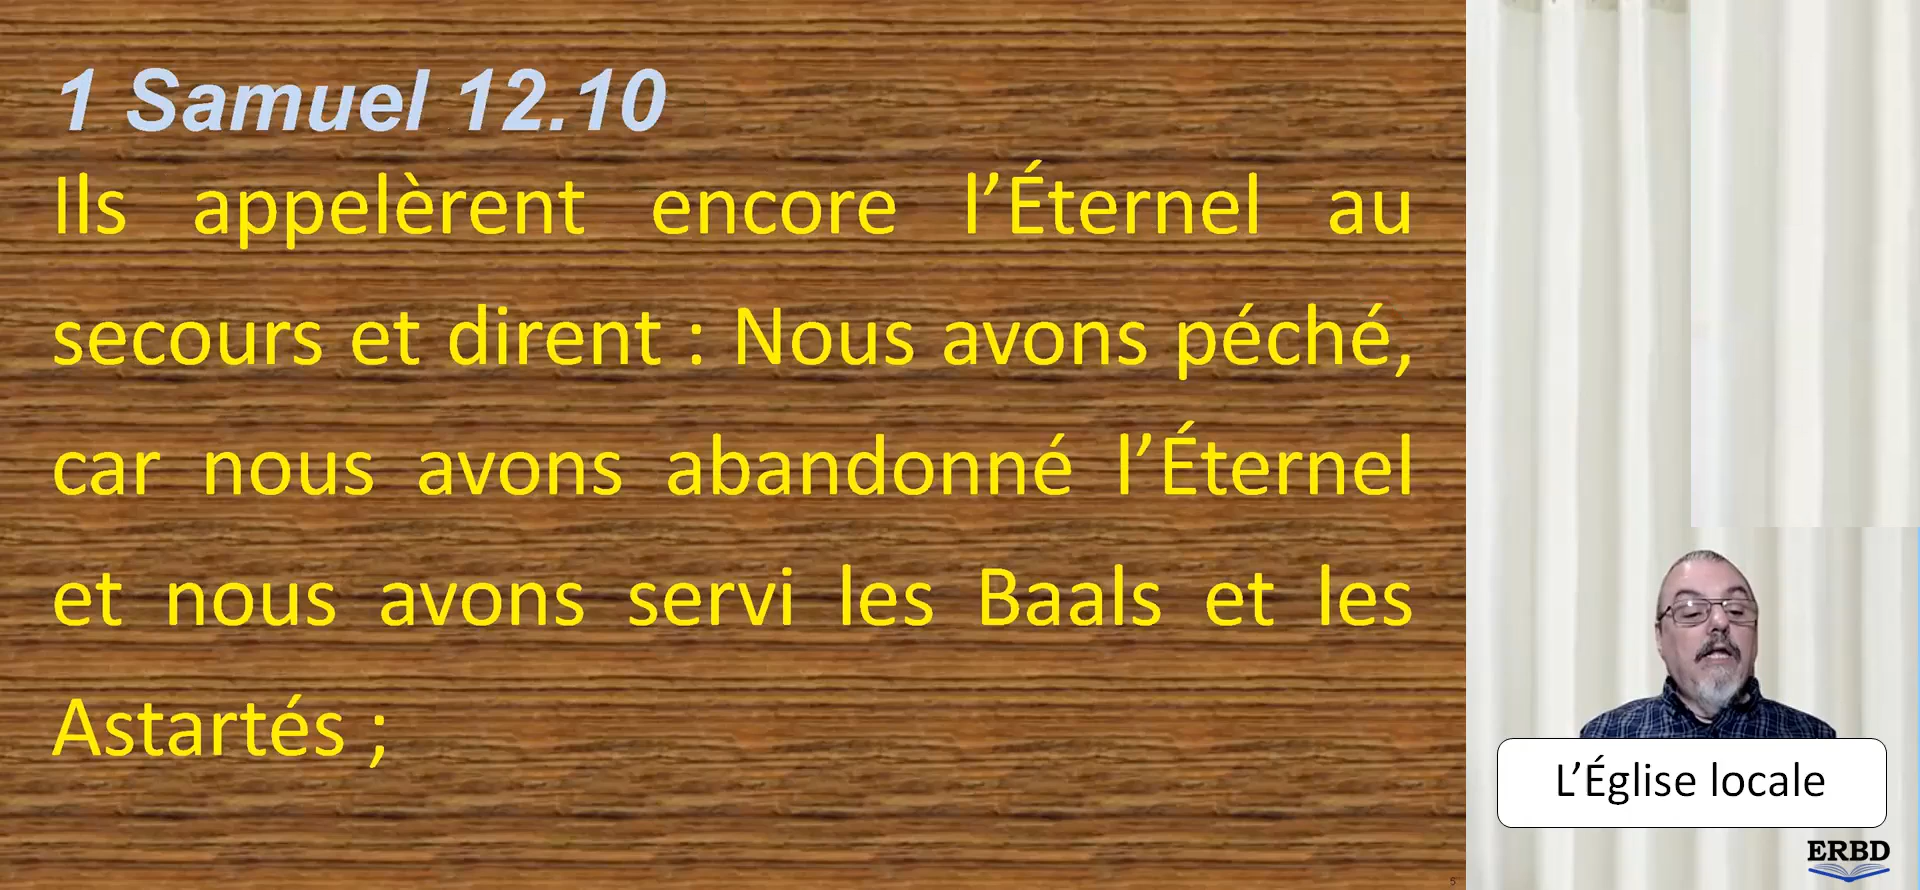 1 Samuel 12.10
Ils appelèrent encore l’Éternel au
secours et dirent : Nous avons péché,
car nous avons abandonné l’Éternel
et nous avons servi les Baals et les
Astartés ;
L’Église locale
ERBD
5